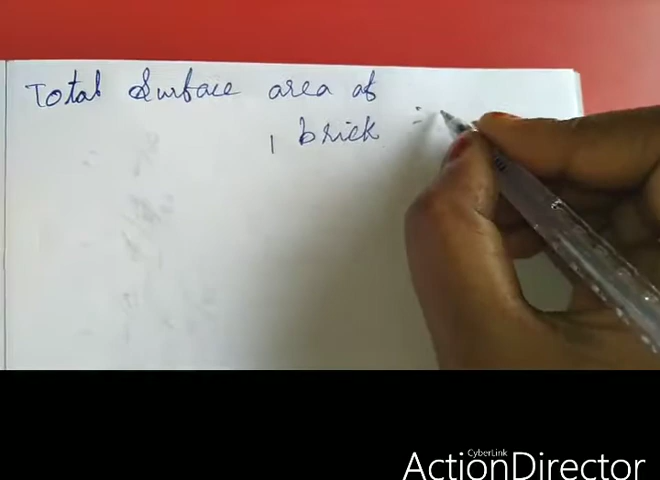 Total Surface area of
1 brick =
CyberLink
ActionDirector